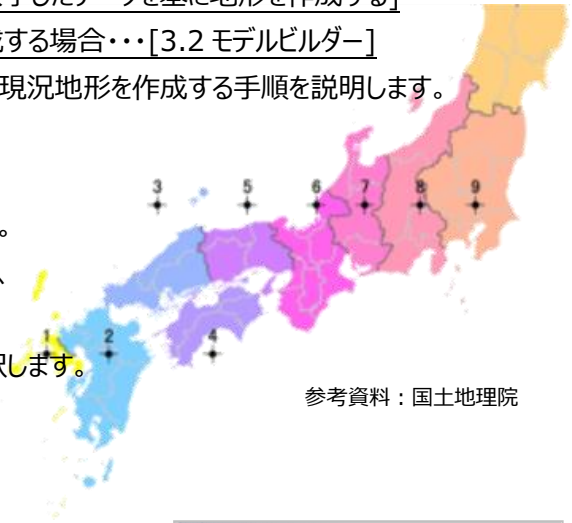 したデータを基に地形を作成する]
する場合・・・[3.2 モデルビルダー]
現況地形を作成する手順を説明します。
3
5
6
7
8
9
。
、
1
2
4
します。
参考資料：国土地理院